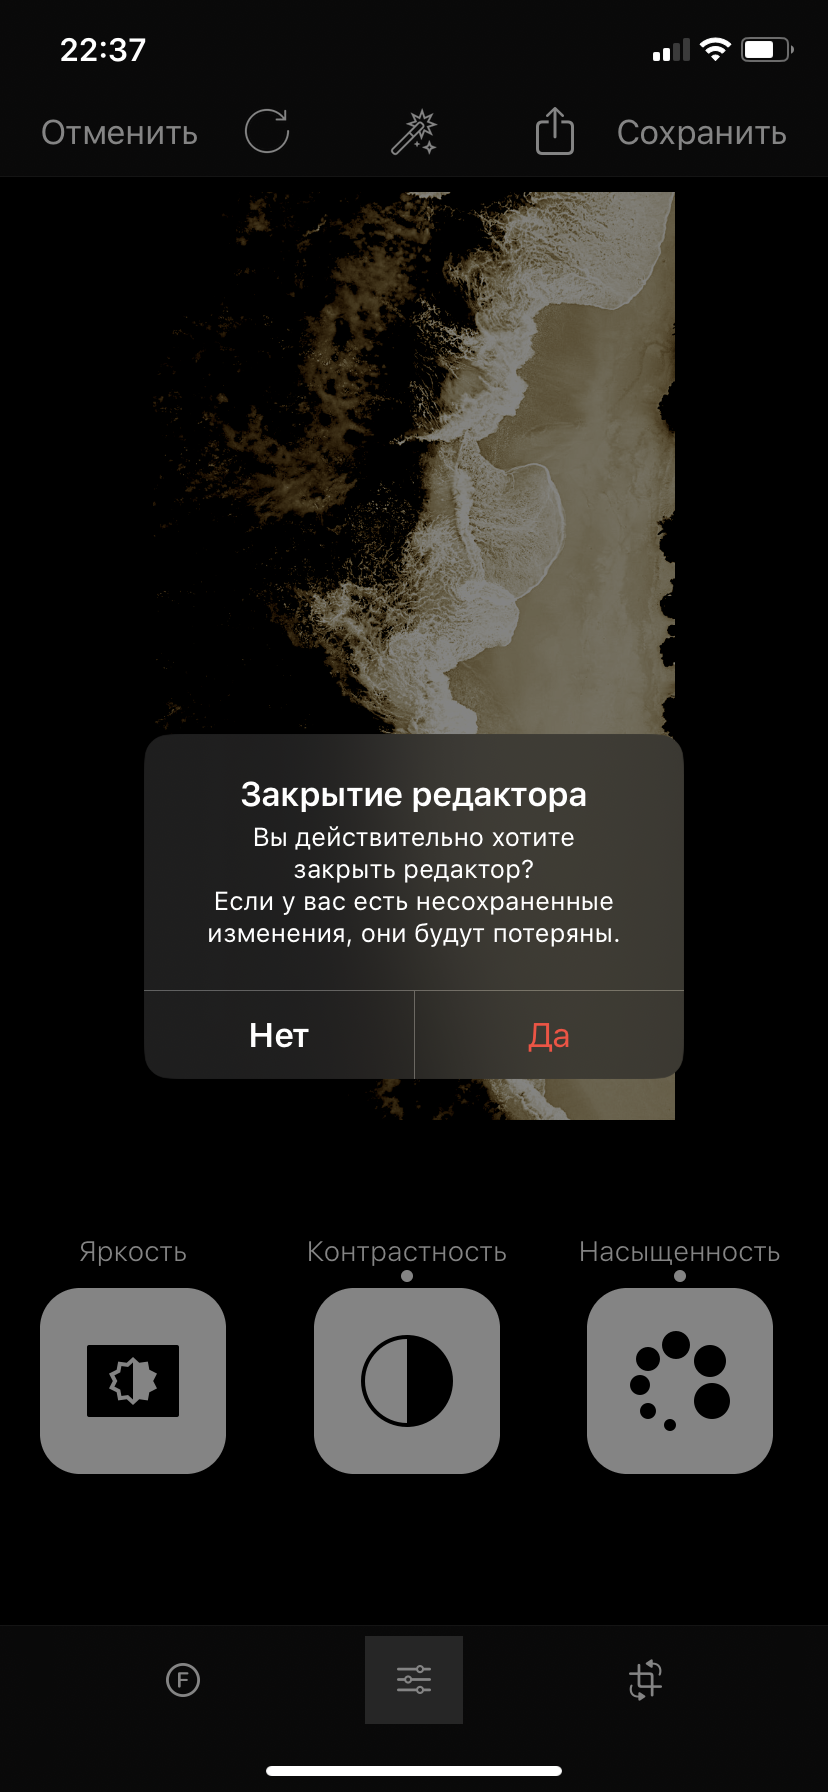 22:37
Отменить
Сохранить
Закрытие редактора
Вы действительно хотите
закрыть редактор?
Если у вас есть несохраненные
изменения, они будут потеряны.
Нет
Да
Яркость
Контрастность
Насыщенность
F